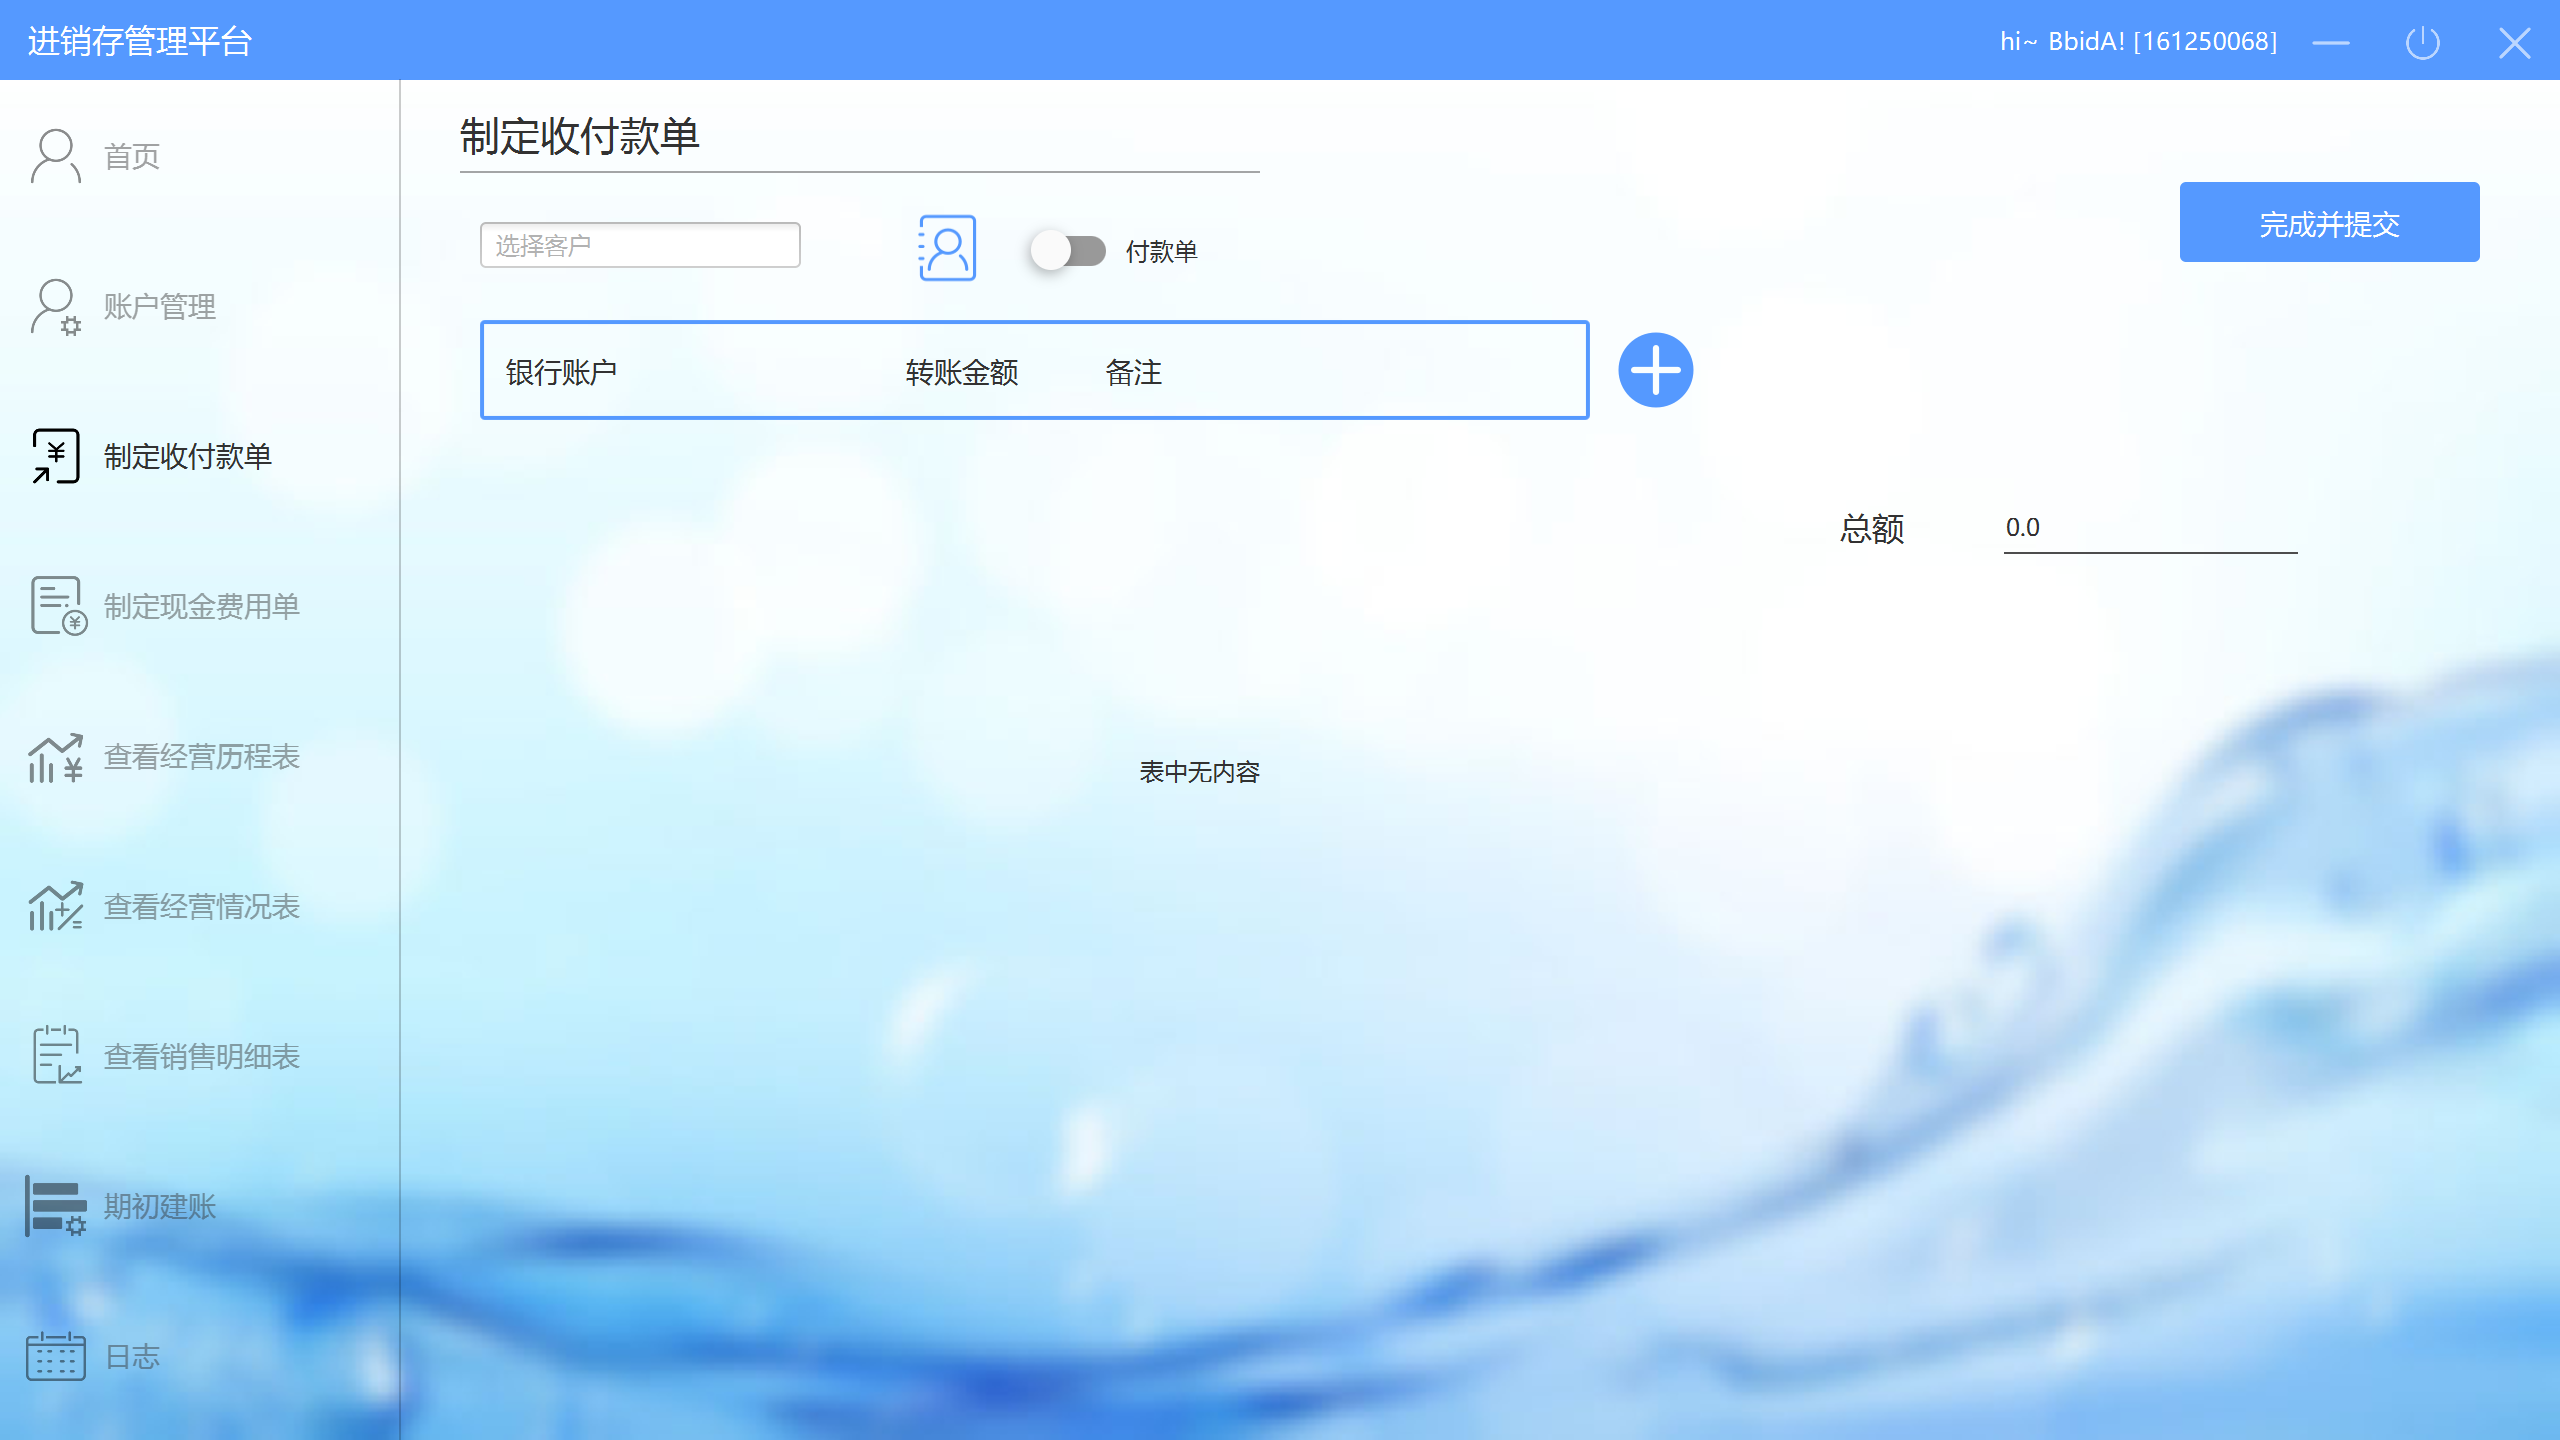 进销存管理平台
hi~ BbidA! [161250068]
首页
账户管理
制定收付款单
制定现金费用单
查看经营历程表
查看经营情况表
查看销售明细表
期初建账
日志
制定收付款单
选择客户
付款单
完成并提交
银行账户 转账金额 备注
总额 0.0
表中无内容